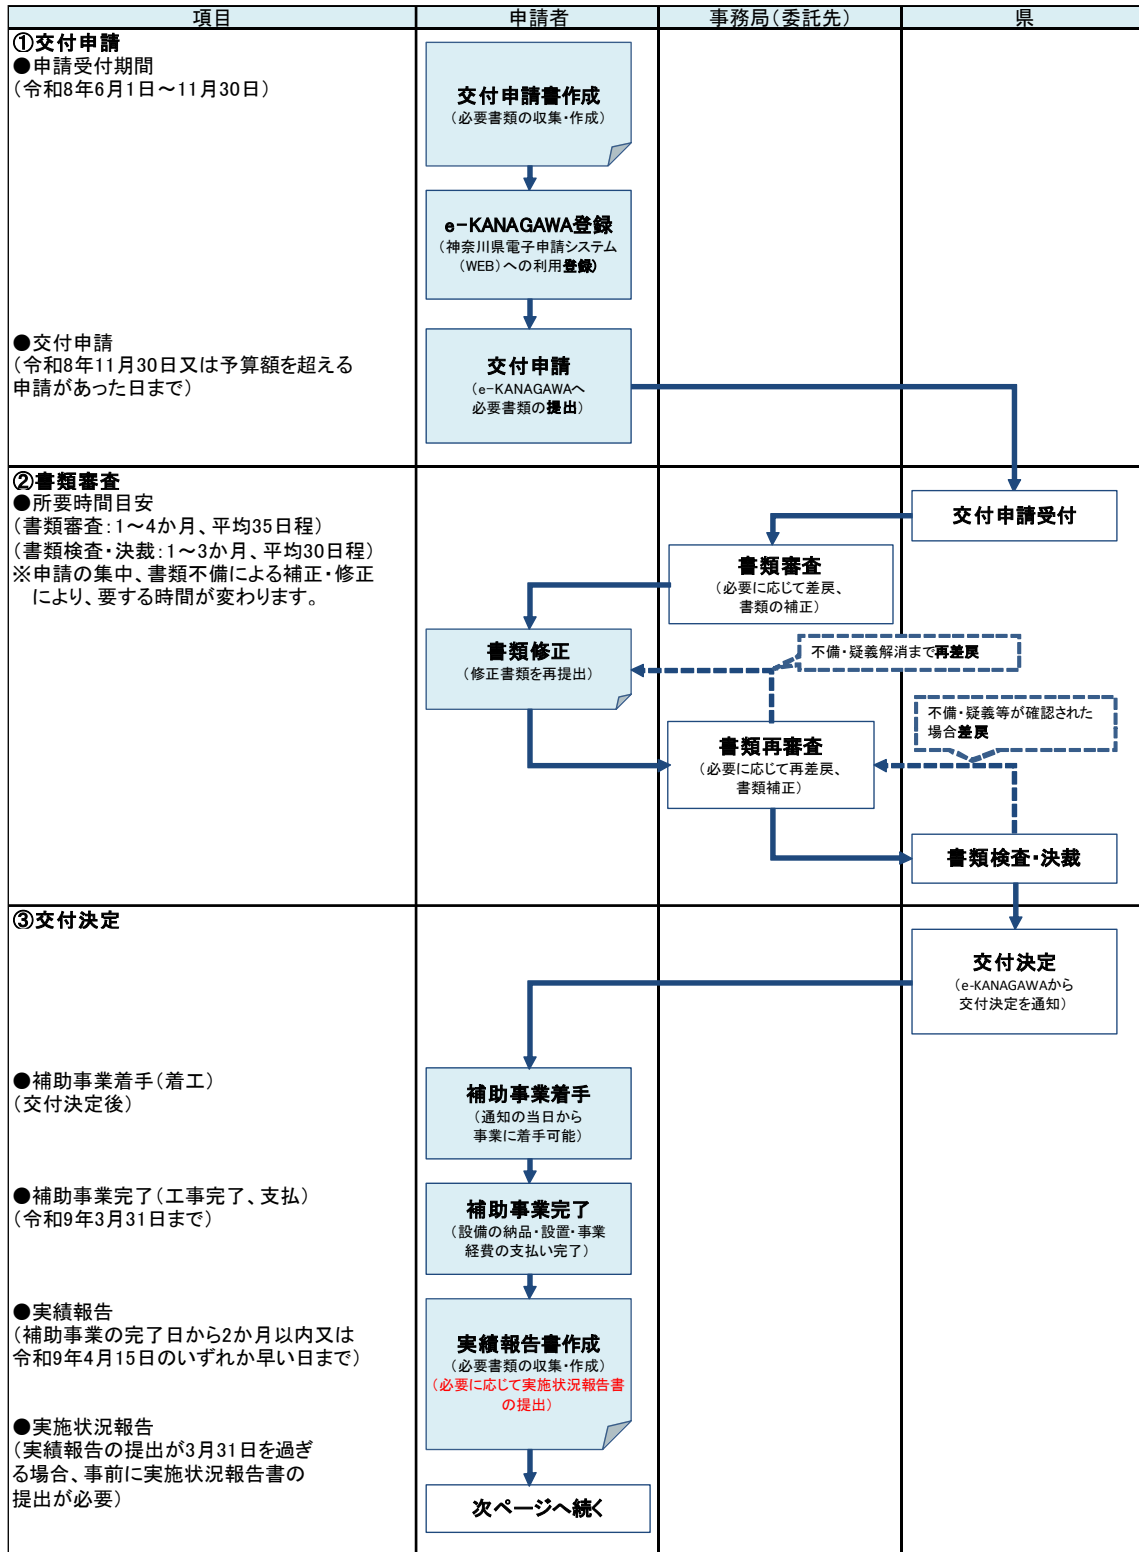 項目
申請者
事務局(委託先)
県
①交付申請
●申請受付期間
(令和8年6月1日～11月30日)
交付申請書作成
(必要書類の収集・作成)
e-KANAGAWA登録
(神奈川県電子申請システム
(WEB)への利用登録)
●交付申請
(令和8年11月30日又は予算額を超える
申請があった日まで)
交付申請
(e-KANAGAWAへ
必要書類の提出)
②書類審査
●所要時間目安
(書類審査：1～4か月、平均35日程)
(書類検査・決裁：1～3か月、平均30日程)
※申請の集中、書類不備による補正・修正
により、要する時間が変わります。
交付申請受付
書類審査
(必要に応じて差戻、
書類の補正)
書類修正
(修正書類を再提出)
不備・疑義解消まで再差戻
不備・疑義等が確認された
場合差戻
書類再審査
(必要に応じて再差戻、
書類補正)
書類検査・決裁
③交付決定
交付決定
(e-KANAGAWAから
交付決定を通知)
●補助事業着手(着工)
(交付決定後)
補助事業着手
(通知の当日から
事業に着手可能)
●補助事業完了(工事完了、支払)
(令和9年3月31日まで)
補助事業完了
(設備の納品・設置・事業
経費の支払い完了)
●実績報告
(補助事業の完了日から2か月以内又は
令和9年4月15日のいずれか早い日まで)
実績報告書作成
(必要書類の収集・作成)
(必要に応じて実施状況報告書
の提出)
●実施状況報告
(実績報告の提出が3月31日を過ぎ
る場合、事前に実施状況報告書の
提出が必要)
次ページへ続く